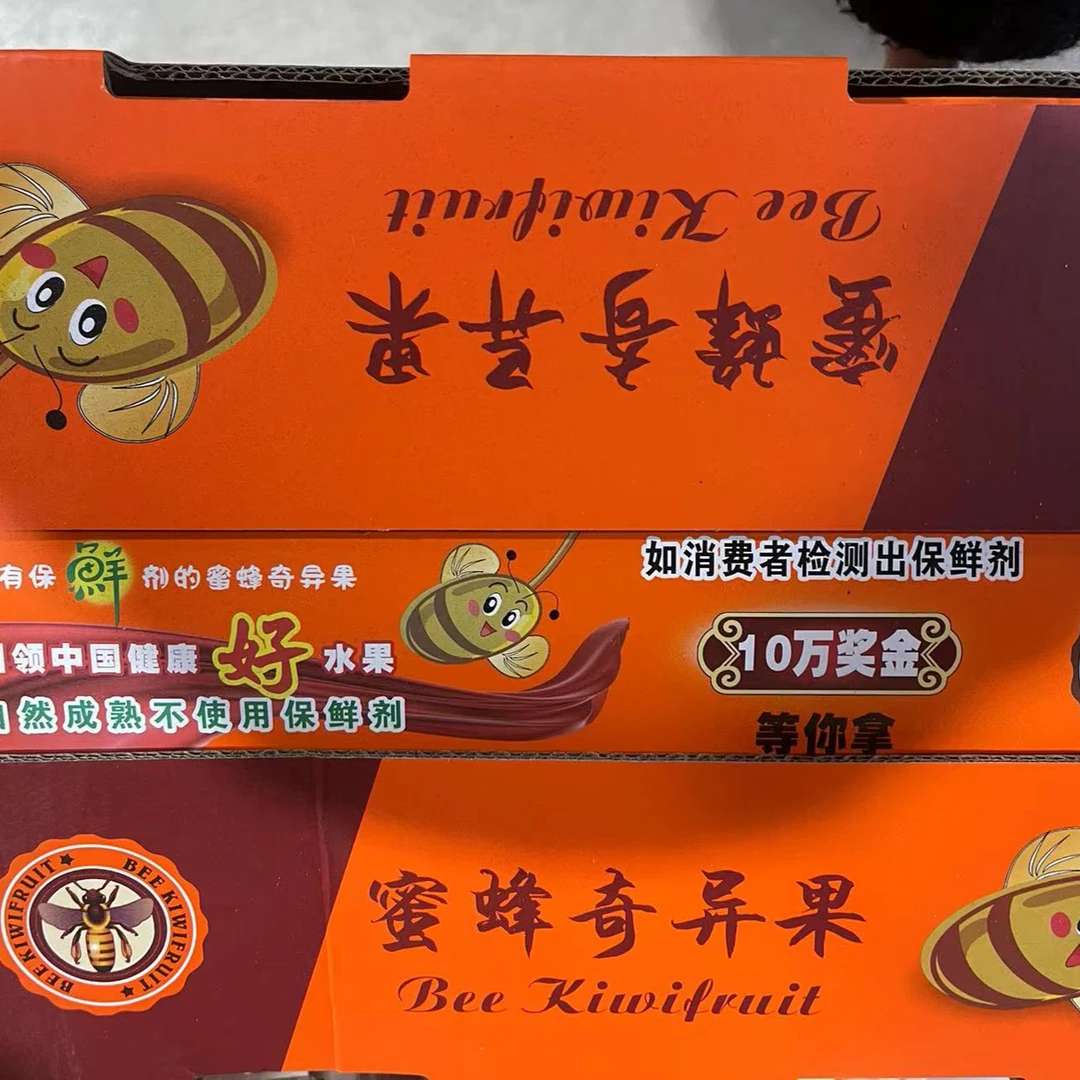 Bee Kiwifruit
蜜蜂奇异果
有保鲜剂的蜜蜂奇异果
领中国健康好水果
然成熟不使用保鲜剂
如消费者检测出保鲜剂
10万奖金
等你拿
BEE KIWIFRUIT
BEE KIWIFRUIT
蜜蜂奇异果
Bee Kiwifruit